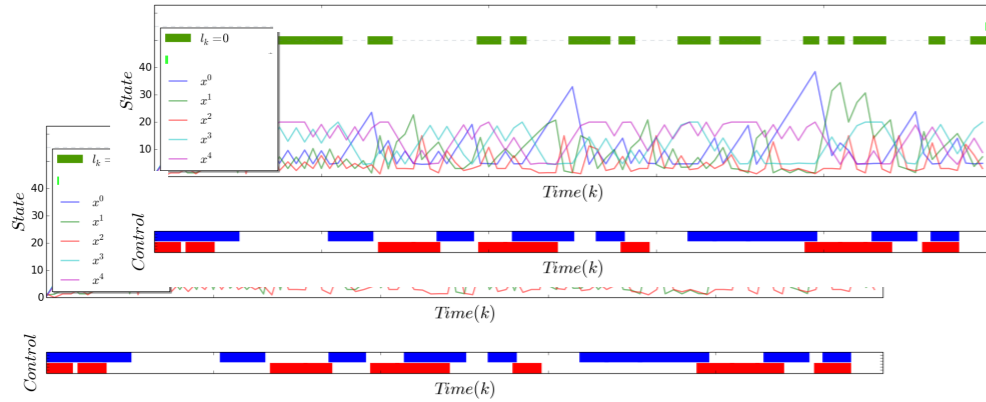 l_k = 0
40
State
30
20
10
x^0
x^1
x^2
x^3
x^4
Time(k)
Control
Time(k)
l_k =
40
State
30
20
10
0
x^0
x^1
x^2
x^3
x^4
Time(k)
Control
Time(k)